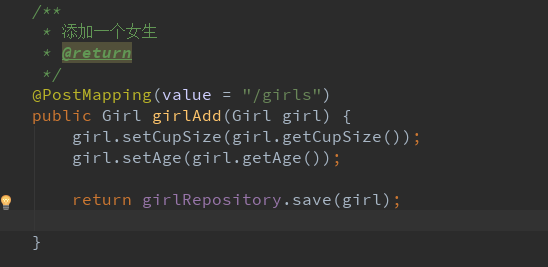 /**
* 添加一个女生
* @return
*/
@PostMapping(value = "/girls")
public Girl girlAdd(Girl girl) {
girl.setCupSize(girl.getCupSize());
girl.setAge(girl.getAge());
return girlRepository.save(girl);
}